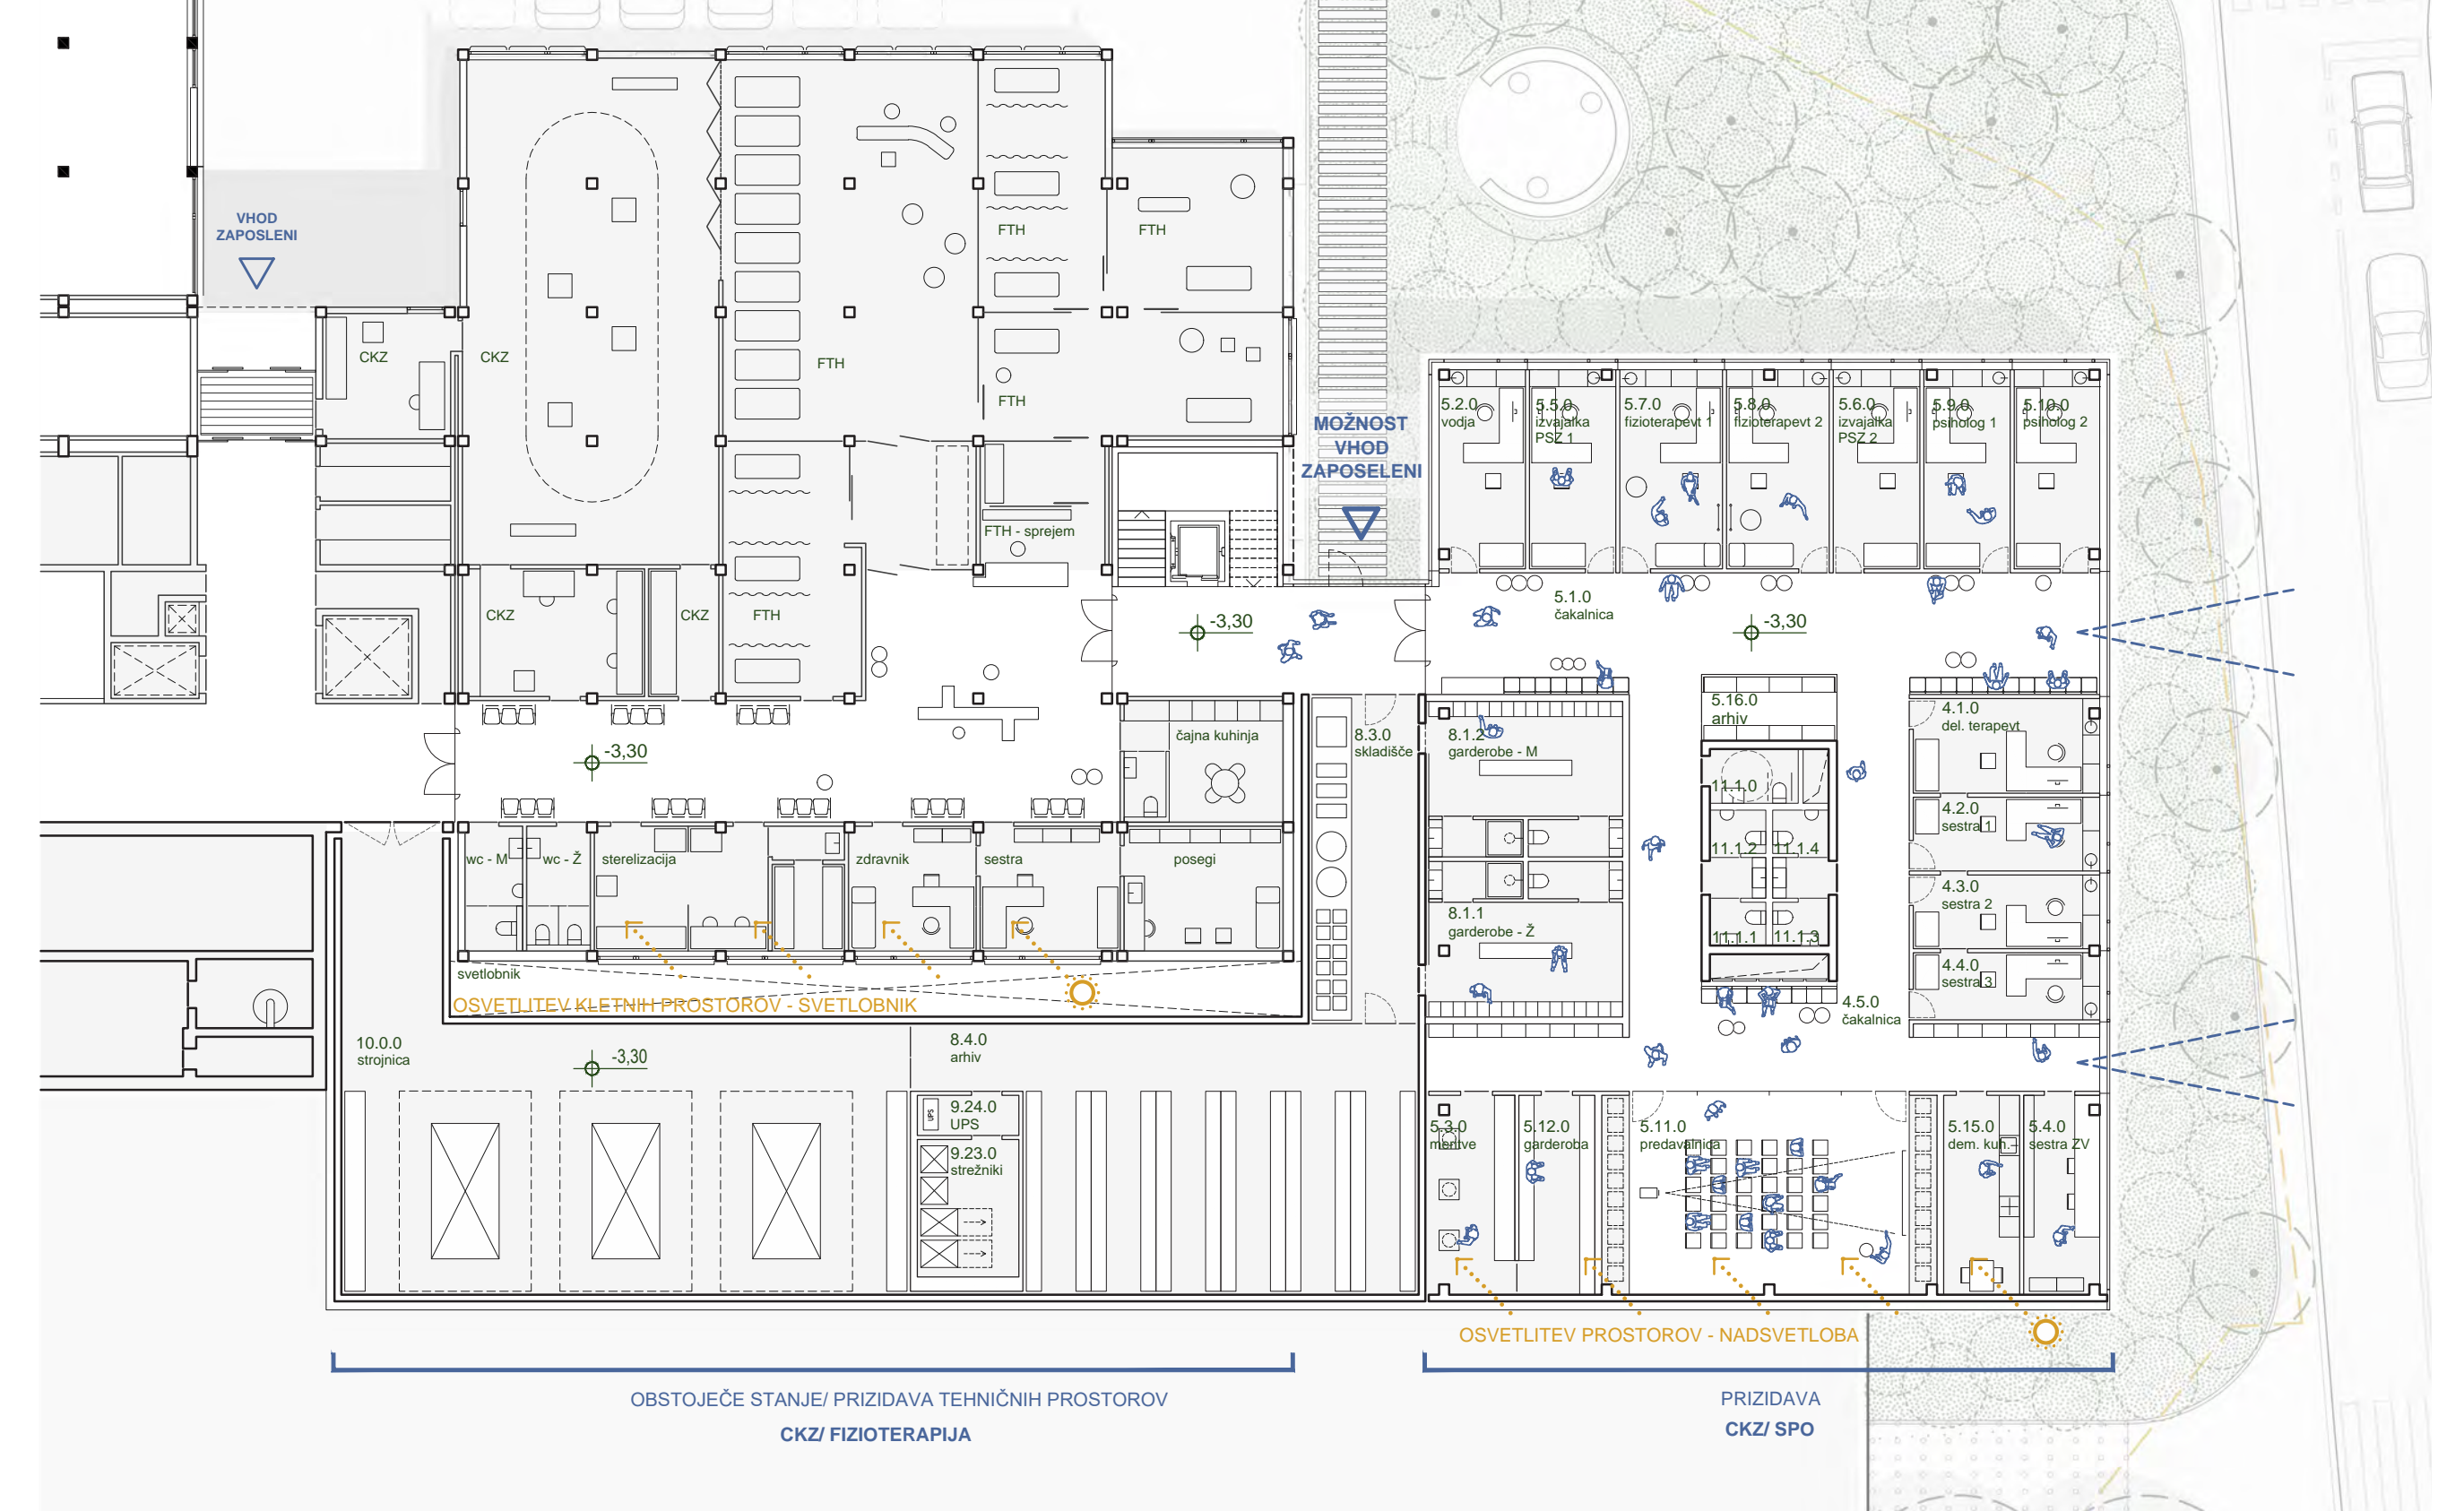 VHOD
ZAPOSLENI
CKZ
CKZ
FTH
FTH
FTH
FTH
FTH - sprejem
CKZ
CKZ
FTH
MOŽNOST
VHOD
ZAPOSELENI
5.2.0
vodja
5.5.0
izvajalka
PSZ 1
5.7.0
fizioterapevt 1
5.8.0
fizioterapevt 2
5.6.0
izvajalka
PSZ 2
5.9.0
psiholog 1
5.10.0
psiholog 2
-3,30
5.1.0
čakalnica
-3,30
-3,30
čajna kuhinja
8.3.0
skladišče
8.1.2
garderobe - M
5.16.0
arhiv
4.1.0
del. terapevt
11.1.0
4.2.0
sestra 1
11.1.2
11.1.4
wc - M
wc - Ž
sterelizacija
zdravnik
sestra
posegi
4.3.0
sestra 2
8.1.1
garderobe - Ž
11.1.1
11.1.3
4.4.0
sestra 3
svetlobnik
OSVETLITEV KLETNIH PROSTOROV - SVETLOBNIK
4.5.0
čakalnica
10.0.0
strojnica
-3,30
8.4.0
arhiv
UPS
9.24.0
UPS
9.23.0
strežniki
5.3.0
meritve
5.12.0
garderoba
5.11.0
predavalnica
5.15.0
dem. kuh.
5.4.0
sestra ZV
OSVETLITEV PROSTOROV - NADSVETLOBA
OBSTOJEČE STANJE/ PRIZIDAVA TEHNIČNIH PROSTOROV
CKZ/ FIZIOTERAPIJA
PRIZIDAVA
CKZ/ SPO